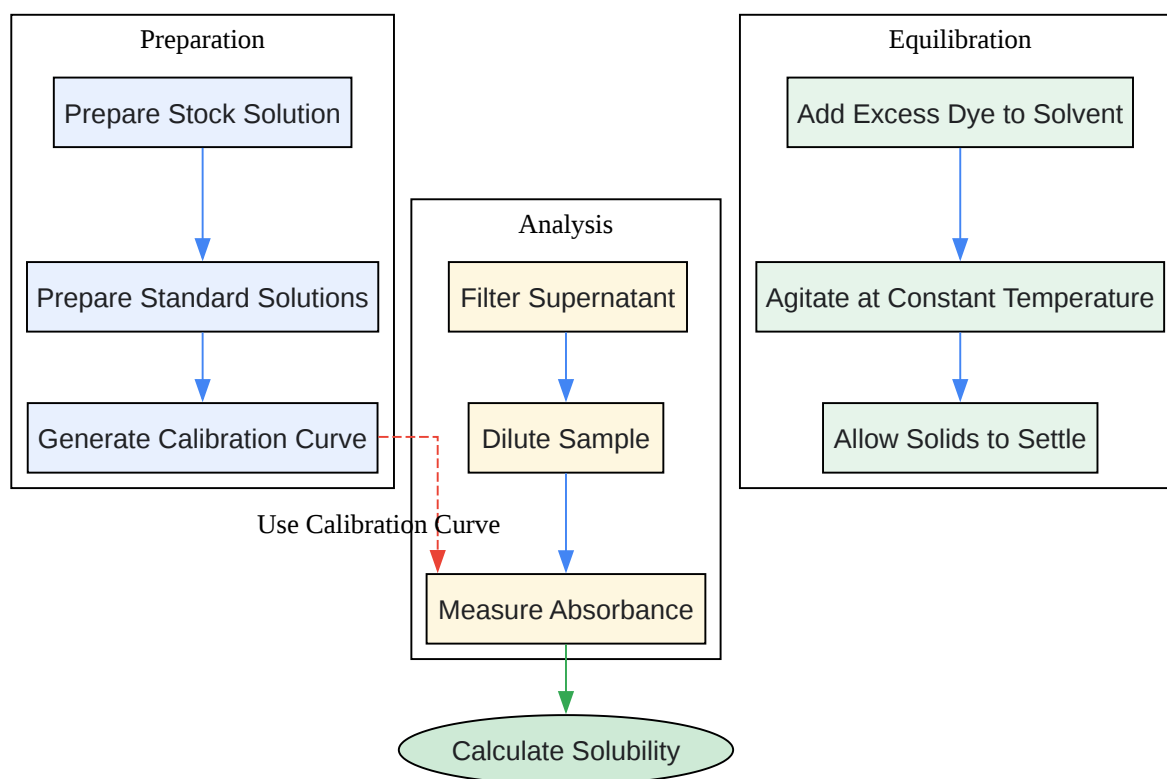 Preparation
Prepare Stock Solution
Prepare Standard Solutions
Generate Calibration Curve
Use Calibration Curve
Analysis
Filter Supernatant
Dilute Sample
Measure Absorbance
Calculate Solubility
Equilibration
Add Excess Dye to Solvent
Agitate at Constant Temperature
Allow Solids to Settle